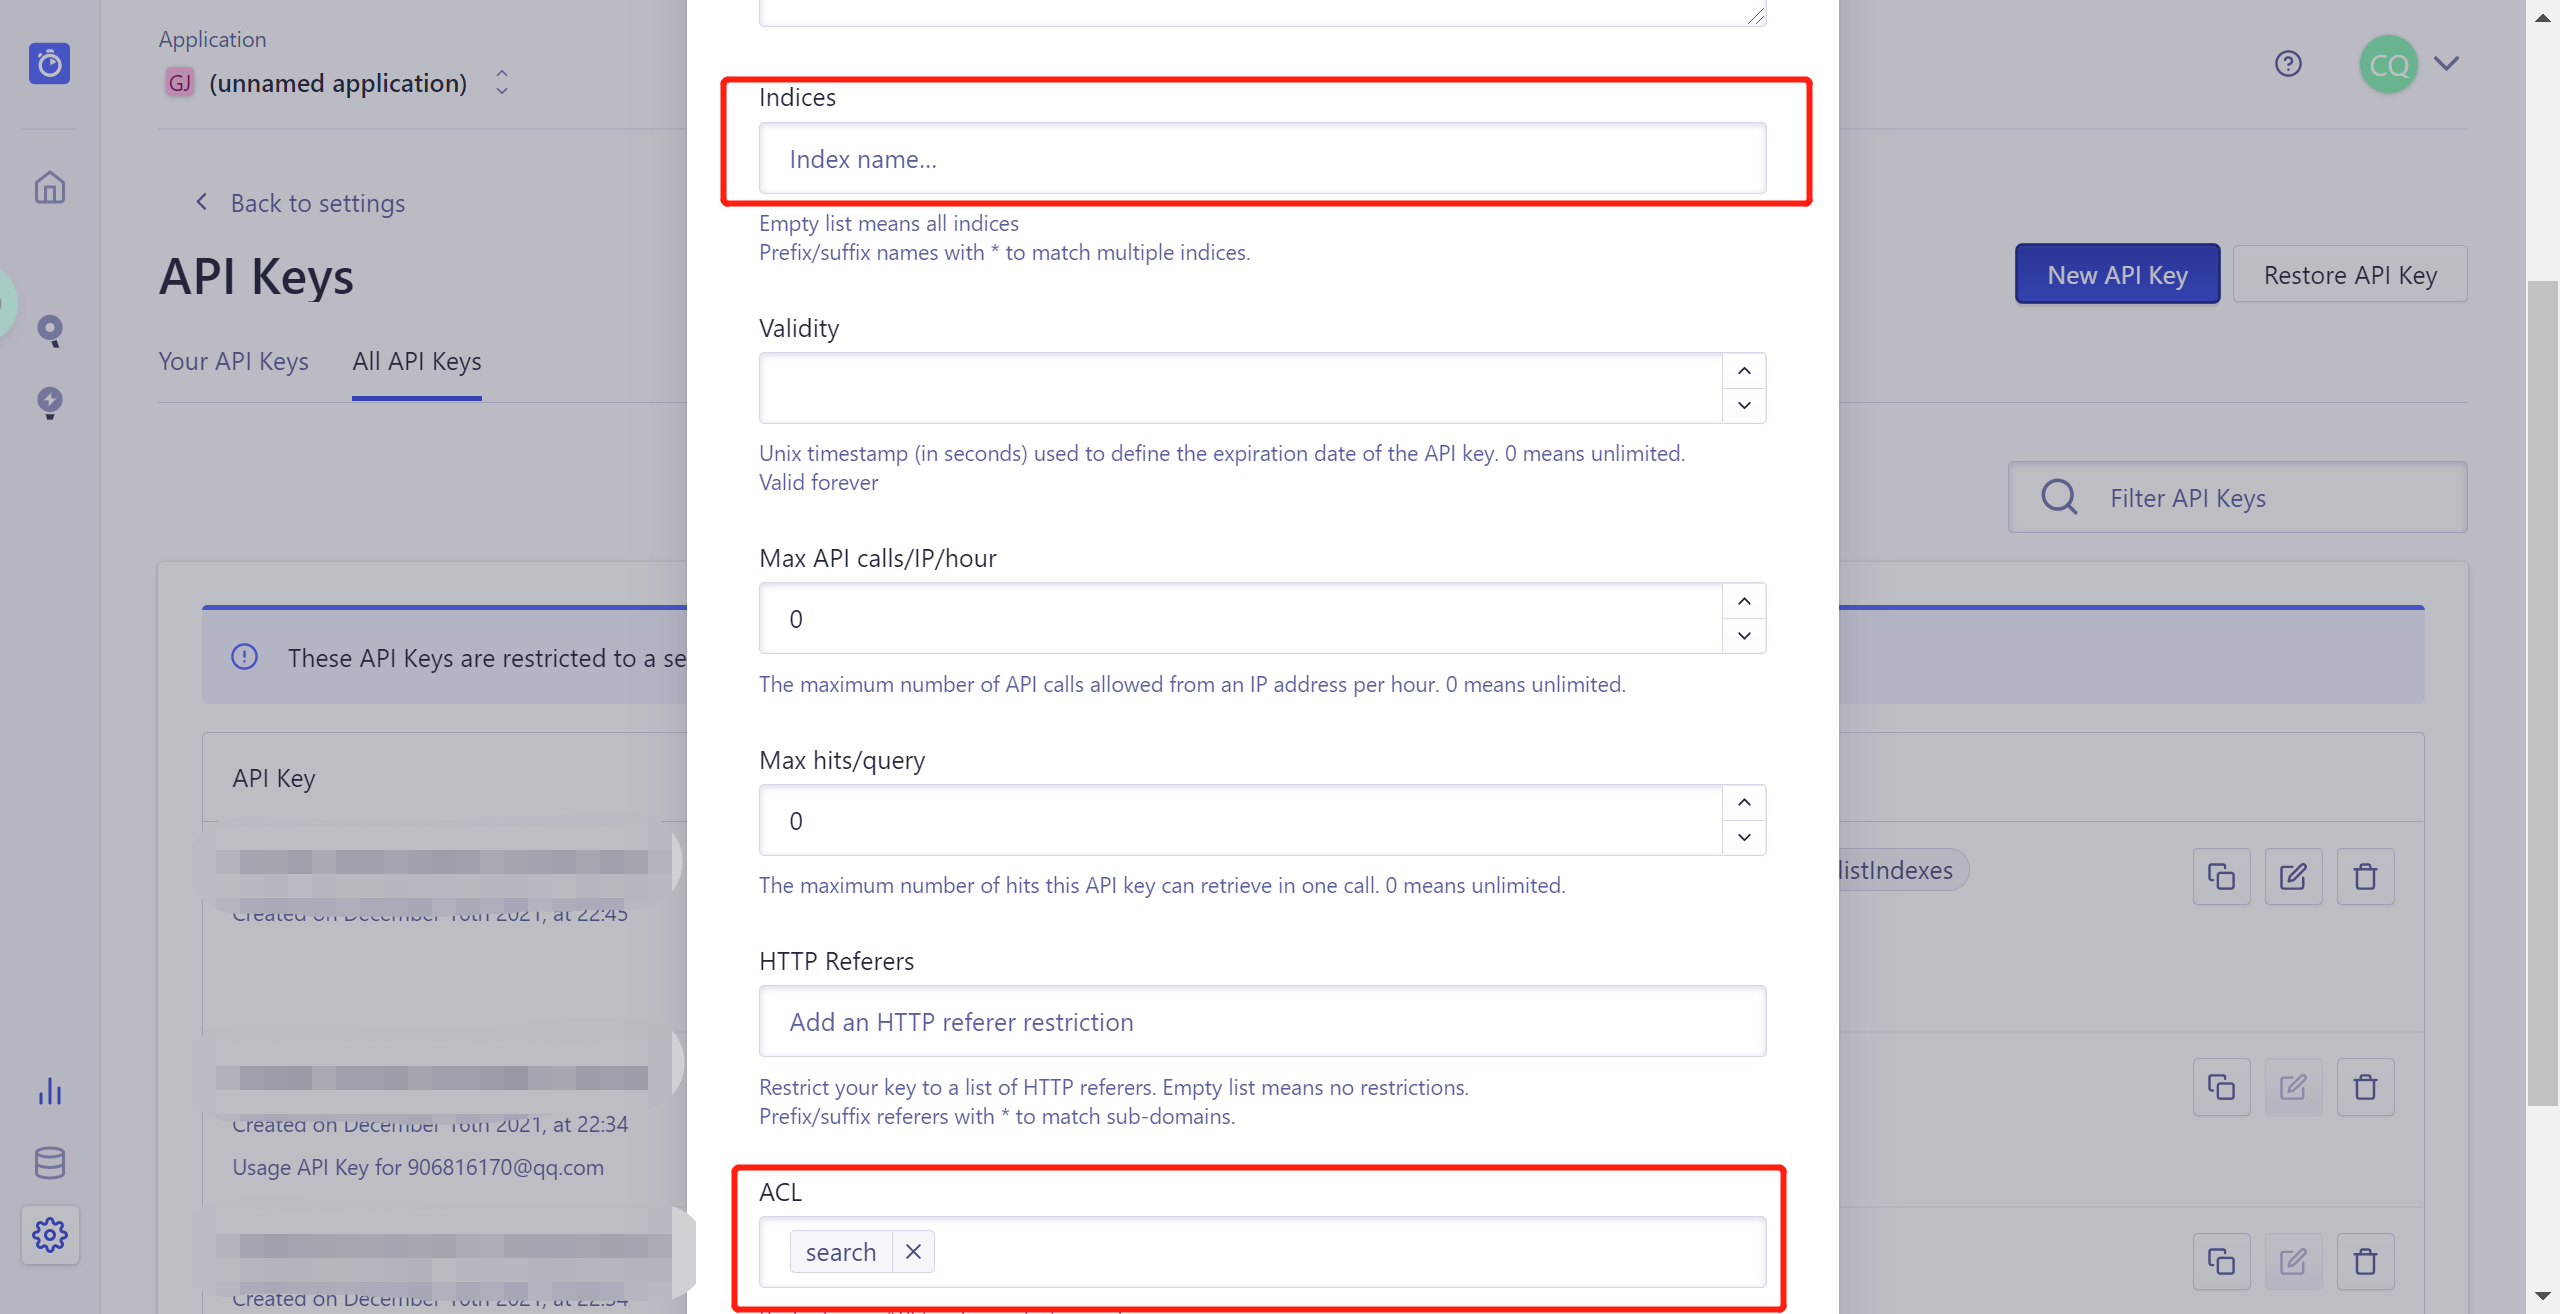 Application
GJ (unnamed application)
CQ
Back to settings
API Keys
New API Key
Restore API Key
Your API Keys
All API Keys
Filter API Keys
These API Keys are restricted to a se
API Key
Created on December 16th 2021, at 22:45
listIndexes
Created on December 16th 2021, at 22:34
Usage API Key for 906816170@qq.com
Created on December 16th 2021, at 22:34
Indices
Index name...
Empty list means all indices
Prefix/suffix names with * to match multiple indices.
Validity
Unix timestamp (in seconds) used to define the expiration date of the API key. 0 means unlimited.
Valid forever
Max API calls/IP/hour
0
The maximum number of API calls allowed from an IP address per hour. 0 means unlimited.
Max hits/query
0
The maximum number of hits this API key can retrieve in one call. 0 means unlimited.
HTTP Referers
Add an HTTP referer restriction
Restrict your key to a list of HTTP referers. Empty list means no restrictions.
Prefix/suffix referers with * to match sub-domains.
ACL
search